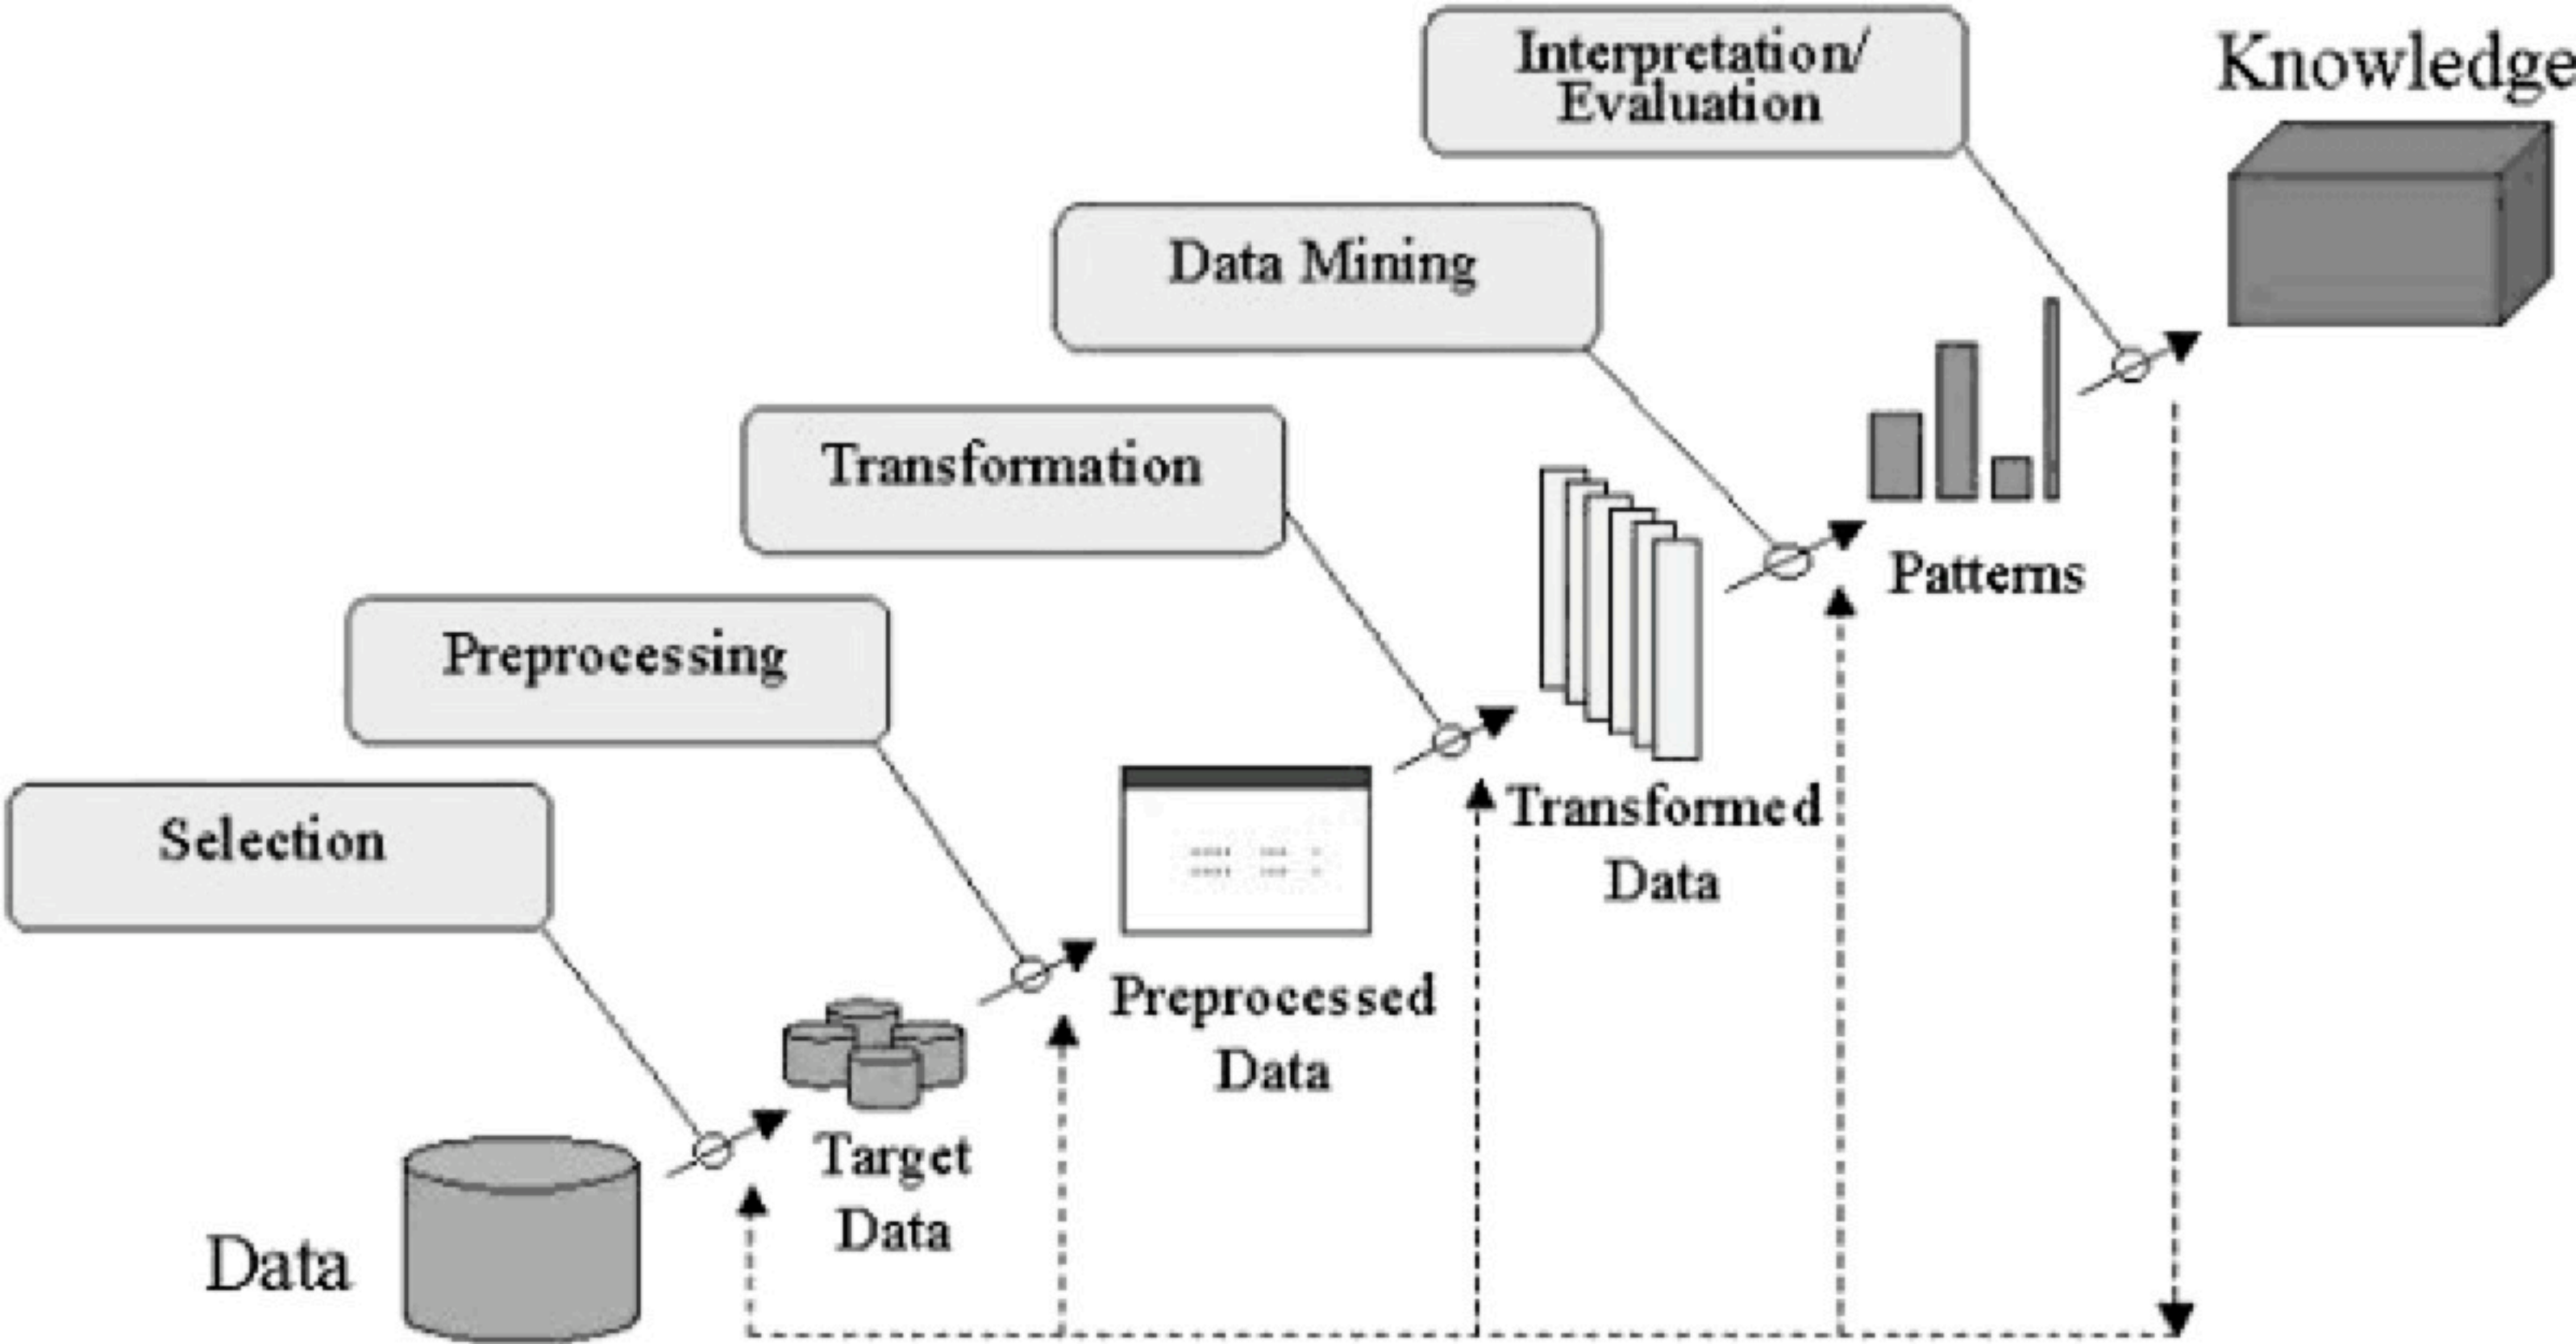 Interpretation/
Evaluation
Knowledge
Data Mining
Transformation
Patterns
Preprocessing
Transformed
Data
Selection
Preprocessed
Data
Target
Data
Data